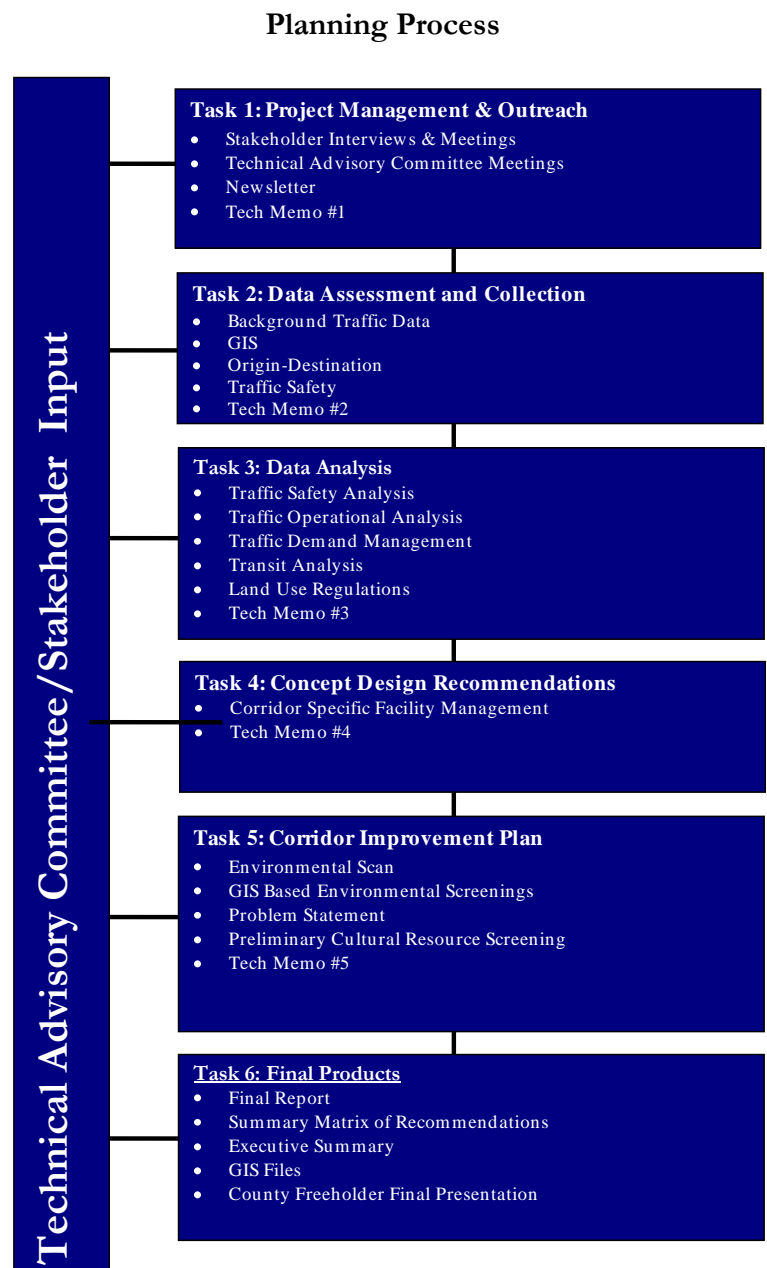 Planning Process
Technical Advisory Committee/Stakeholder Input
Task 1: Project Management & Outreach
• Stakeholder Interviews & Meetings
• Technical Advisory Committee Meetings
• Newsletter
• Tech Memo #1
Task 2: Data Assessment and Collection
• Background Traffic Data
• GIS
• Origin-Destination
• Traffic Safety
• Tech Memo #2
Task 3: Data Analysis
• Traffic Safety Analysis
• Traffic Operational Analysis
• Traffic Demand Management
• Transit Analysis
• Land Use Regulations
• Tech Memo #3
Task 4: Concept Design Recommendations
• Corridor Specific Facility Management
• Tech Memo #4
Task 5: Corridor Improvement Plan
• Environmental Scan
• GIS Based Environmental Screenings
• Problem Statement
• Preliminary Cultural Resource Screening
• Tech Memo #5
Task 6: Final Products
• Final Report
• Summary Matrix of Recommendations
• Executive Summary
• GIS Files
• County Freeholder Final Presentation